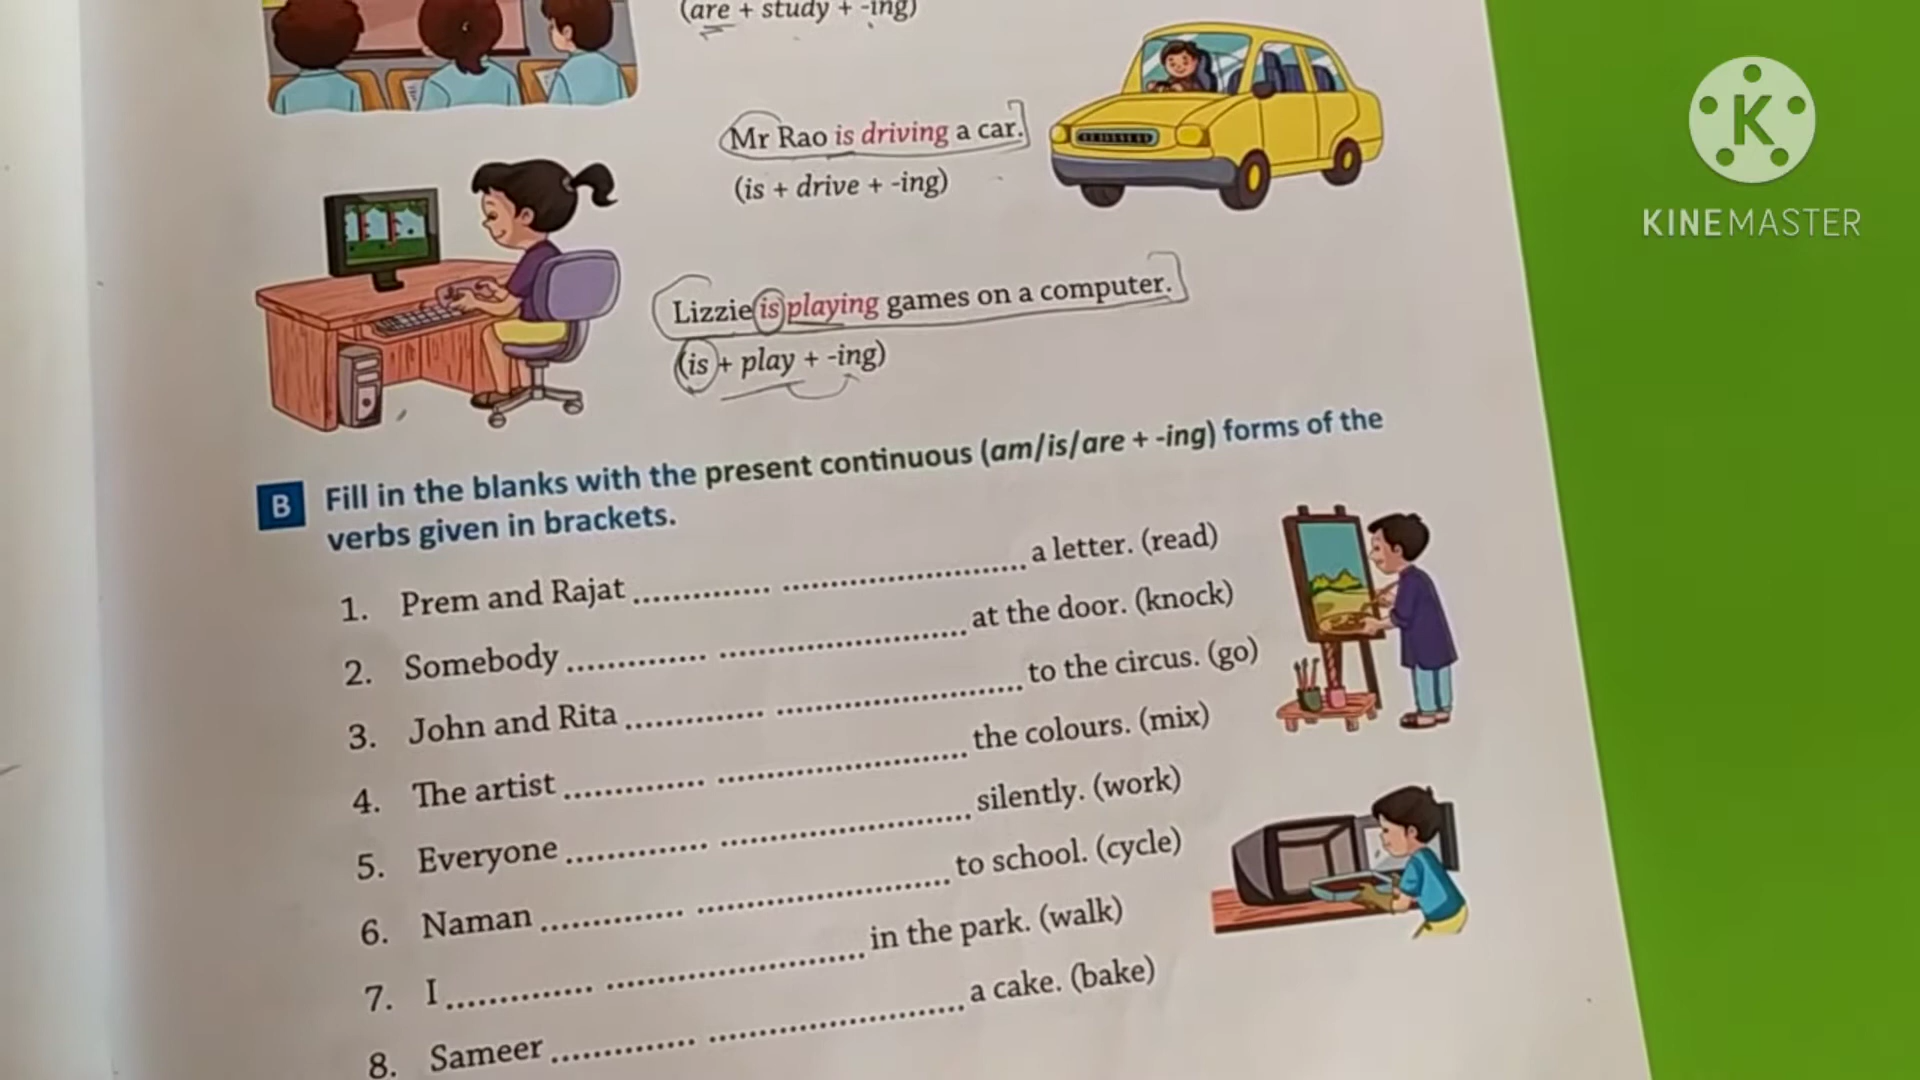 (are + study + -ing)
Mr Rao is driving a car.
(is + drive + -ing)
Lizzie is playing games on a computer.
(is + play + -ing)
B Fill in the blanks with the present continuous (am/is/are + -ing) forms of the
verbs given in brackets.
1. Prem and Rajat ............. ......................... a letter. (read)
2. Somebody ............. ......................... at the door. (knock)
3. John and Rita ............. ......................... to the circus. (go)
4. The artist ............. ......................... the colours. (mix)
5. Everyone ............. ......................... silently. (work)
6. Naman ............. ......................... to school. (cycle)
7. I ............. ......................... in the park. (walk)
8. Sameer ............. ......................... a cake. (bake)
K
KINEMASTER